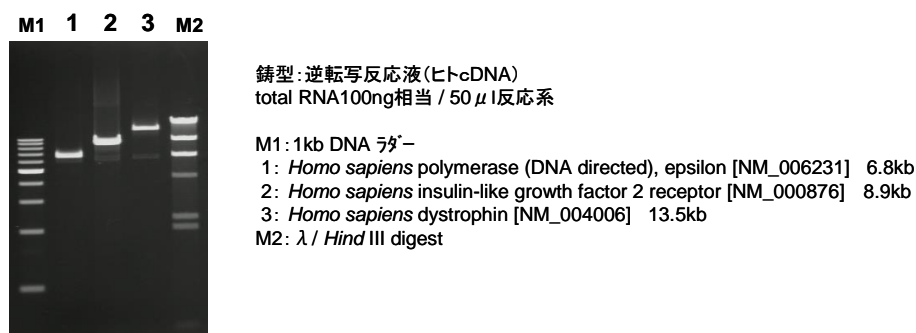 M1 1 2 3 M2
鋳型：逆転写反応液（ヒトcDNA）
total RNA100ng相当 / 50μl反応系
M1：1kb DNA ﾗﾀﾞｰ
1： Homo sapiens polymerase (DNA directed), epsilon [NM_006231] 6.8kb
2： Homo sapiens insulin-like growth factor 2 receptor [NM_000876] 8.9kb
3： Homo sapiens dystrophin [NM_004006] 13.5kb
M2： λ / Hind III digest